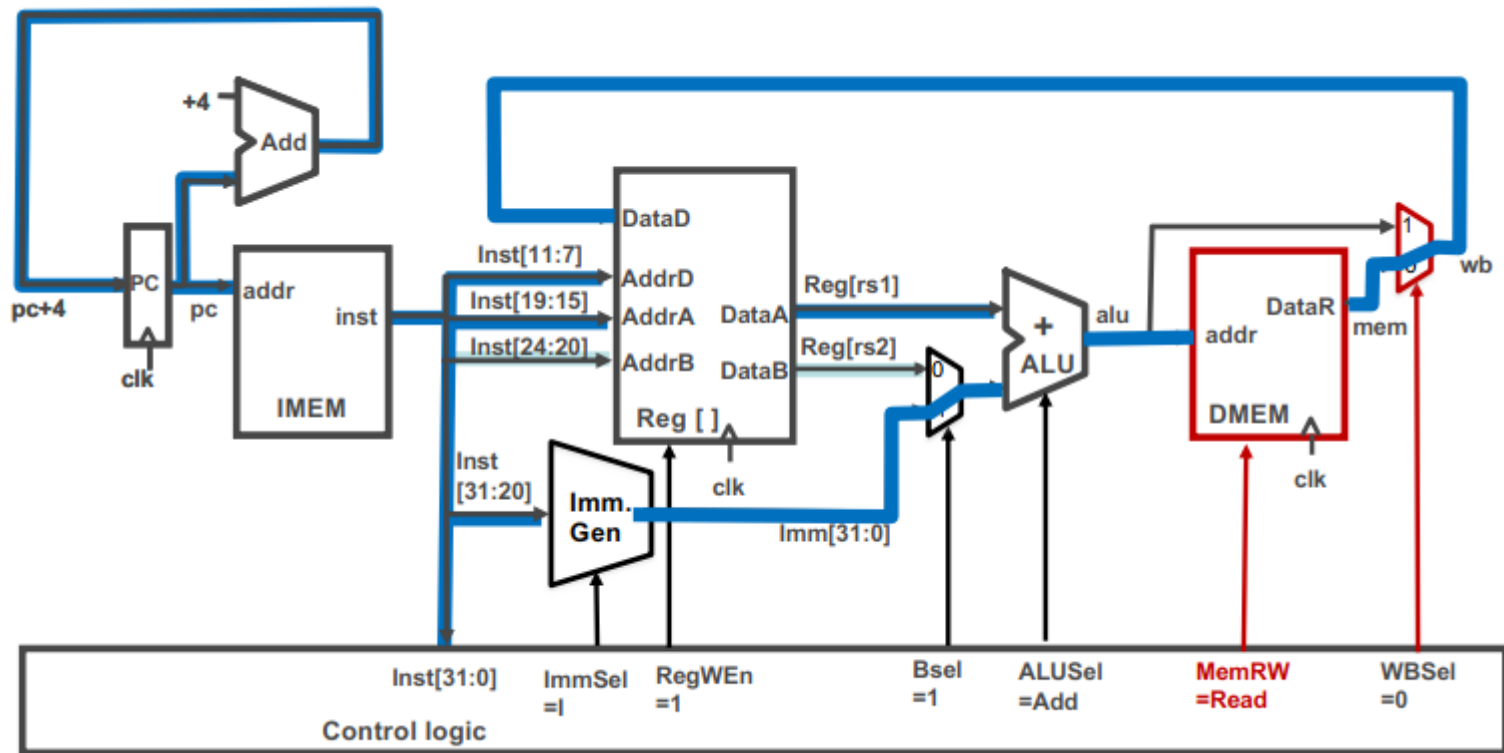 +4
Add
DataD
1
Inst[11:7]
wb
AddrD
0
PC
addr
Reg[rs1]
pc+4
pc
Inst[19:15]
DataR
inst
AddrA
DataA
+
alu
mem
addr
Inst[24:20]
Reg[rs2]
AddrB
DataB
0
ALU
clk
IMEM
1
DMEM
Reg [ ]
Inst
[31:20]
clk
clk
Imm.
Gen
Imm[31:0]
Inst[31:0]
ImmSel
=I
RegWEn
=1
Bsel
=1
ALUSel
=Add
MemRW
=Read
WBSel
=0
Control logic